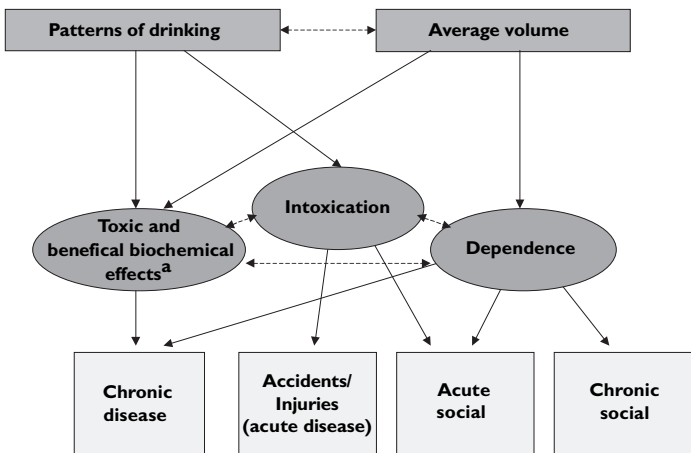 Patterns of drinking
Average volume
Toxic and
benefical biochemical
effectsa
Intoxication
Dependence
Chronic
disease
Accidents/
Injuries
(acute disease)
Acute
social
Chronic
social